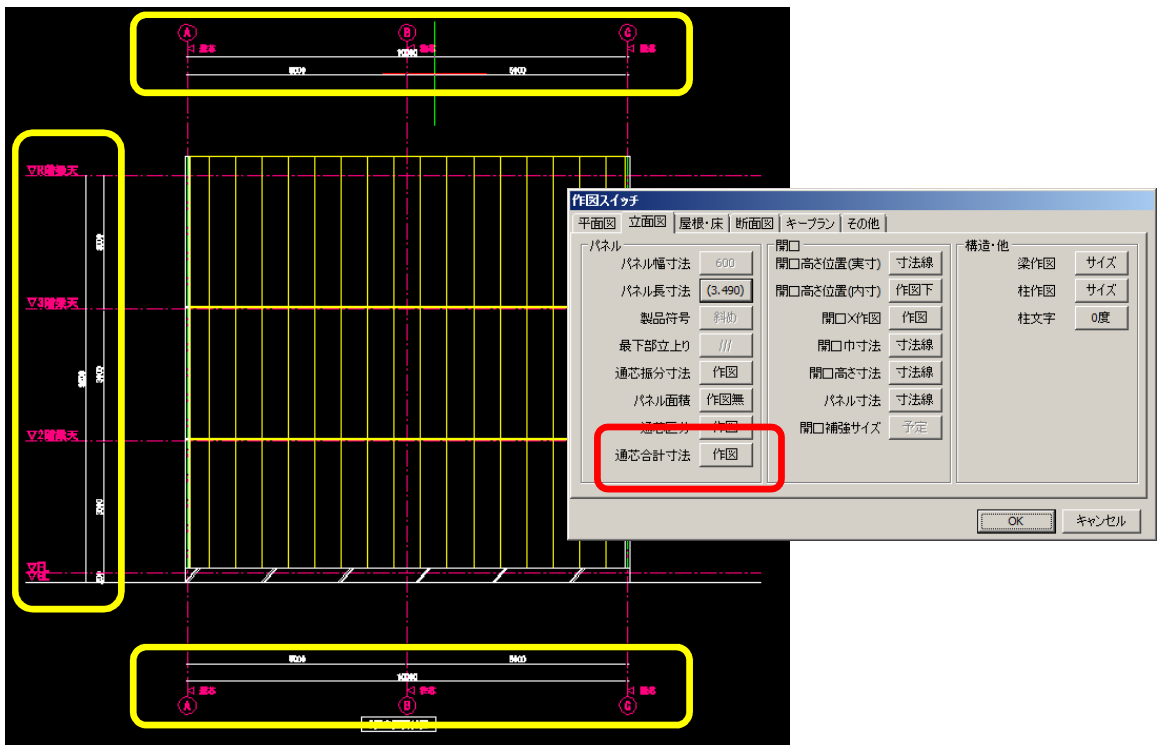 A
B
C
▽R階梁天
▽3階梁天
▽2階梁天
作図スイッチ
平面図
立面図
屋根・床
断面図
キープラン
その他
パネル
パネル幅寸法 600
パネル長寸法 (3.490)
製品符号 斜め
最下部立上り ///
通芯振分寸法 作図
パネル面積 作図無
通芯区分 作図
通芯合計寸法 作図
開口
開口高さ位置(実寸) 寸法線
開口高さ位置(内寸) 作図下
開口X作図 作図
開口巾寸法 寸法線
開口高さ寸法 寸法線
パネル寸法 寸法線
開口補強サイズ 予定
構造・他
梁作図 サイズ
柱作図 サイズ
柱文字 0度
OK
キャンセル
A
B
C